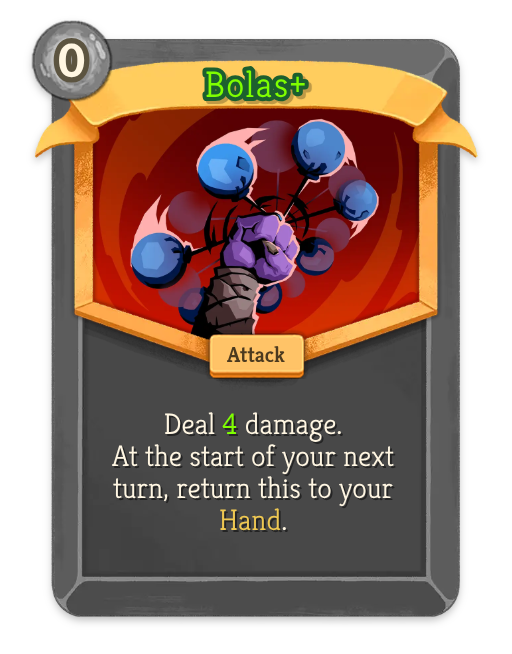 0
Bolas+
Attack
Deal 4 damage.
At the start of your next
turn, return this to your
Hand.